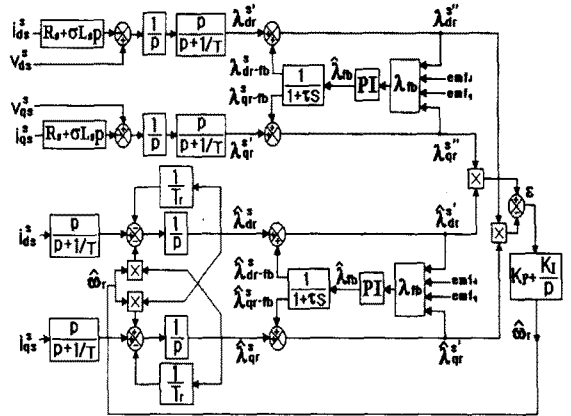 i_ds^s R_s+σL_sp 1/p p/(p+1/T) λ_dr^s' λ_dr^s''
V_ds^s
λ_dr-fb^s 1/(1+τS) λ̂_fb PI λ_fb emf_d
λ_qr-fb^s emf_q
V_qs^s
i_qs^s R_s+σL_sp 1/p p/(p+1/T) λ_qr^s' λ_qr^s''
× ε
1/T_r
i_ds^s p/(p+1/T) 1/p λ̂_dr^s λ̂_dr^s' ×
K_P+K_I/p
ω̂_r × λ̂_dr-fb^s 1/(1+τS) λ̂_fb PI λ_fb emf_d
× λ̂_qr-fb^s emf_q
ω̂_r
i_qs^s p/(p+1/T) 1/p λ̂_qr^s λ̂_qr^s'
1/T_r